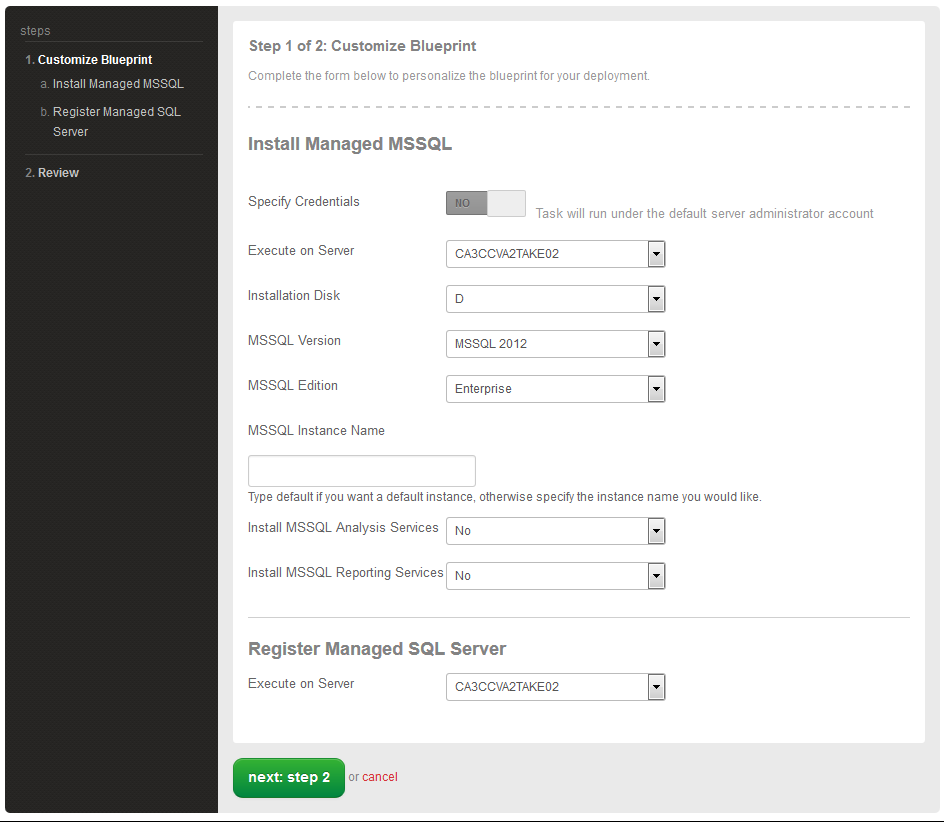 steps
1. Customize Blueprint
a. Install Managed MSSQL
b. Register Managed SQL
Server
2. Review
Step 1 of 2: Customize Blueprint
Complete the form below to personalize the blueprint for your deployment.
Install Managed MSSQL
Specify Credentials NO Task will run under the default server administrator account
Execute on Server CA3CCVA2TAKE02
Installation Disk D
MSSQL Version MSSQL 2012
MSSQL Edition Enterprise
MSSQL Instance Name
Type default if you want a default instance, otherwise specify the instance name you would like.
Install MSSQL Analysis Services No
Install MSSQL Reporting Services No
Register Managed SQL Server
Execute on Server CA3CCVA2TAKE02
next: step 2 or cancel